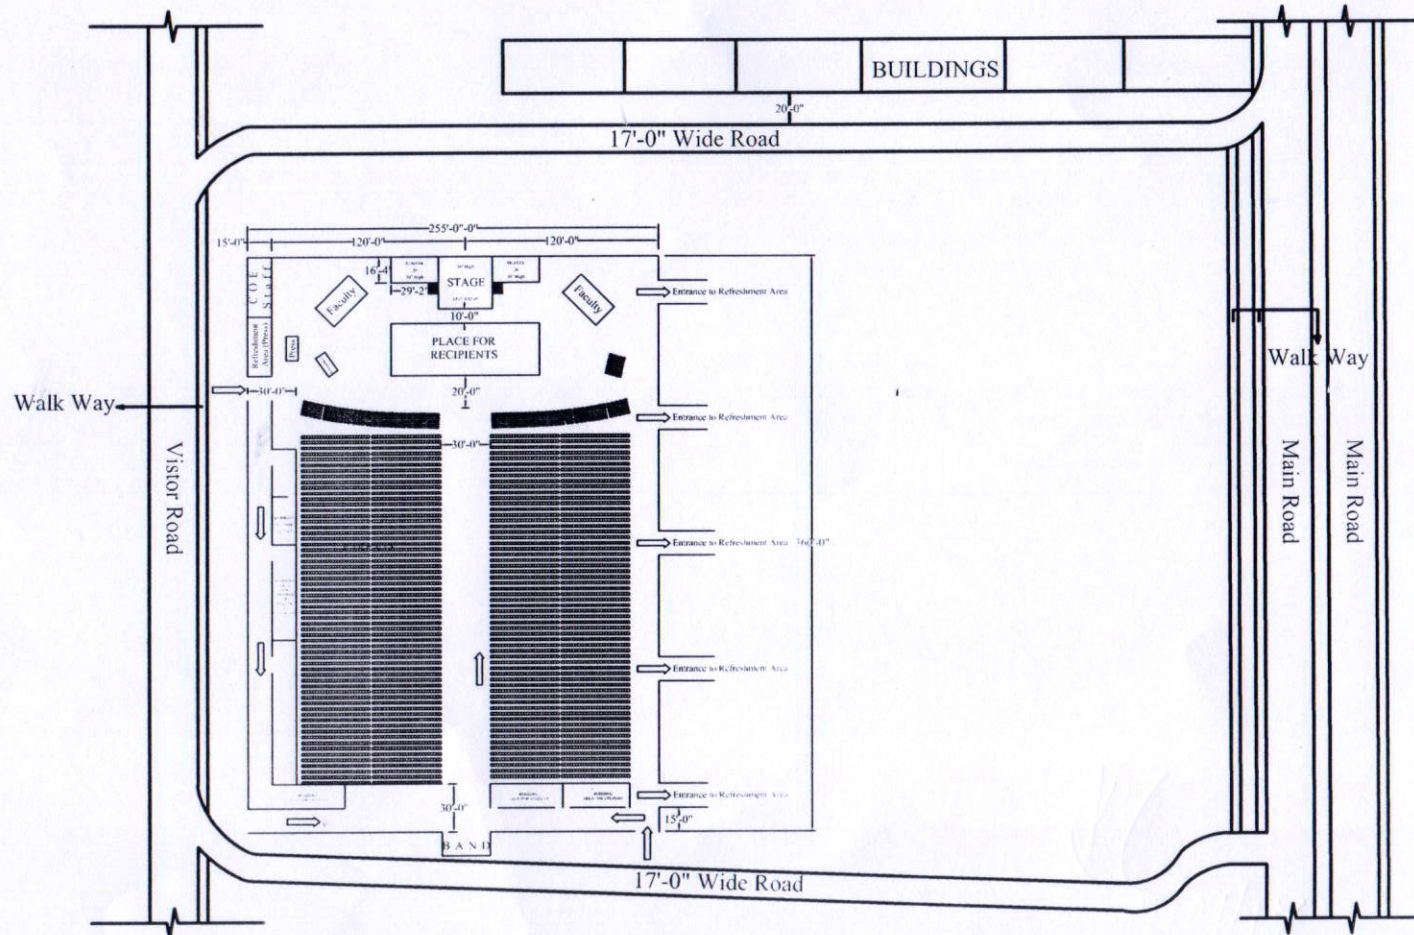 BUILDINGS
20'-0"
17'-0" Wide Road
255'-0"-0"
15'-0"
120'-0"
120'-0"
C O E
Staff
16'-4"
STAGE
29'-2"
Faculty
Faculty
Entrance to Refreshment Area
10'-0"
Refreshment
Area (Press)
Press
PLACE FOR
RECIPIENTS
30'-0"
20'-0"
Walk Way
Walk Way
Entrance to Refreshment Area
30'-0"
Visitor Road
Main Road
Main Road
Entrance to Refreshment Area
367'-0"
Entrance to Refreshment Area
Entrance to Refreshment Area
30'-0"
15'-0"
B A N D
17'-0" Wide Road